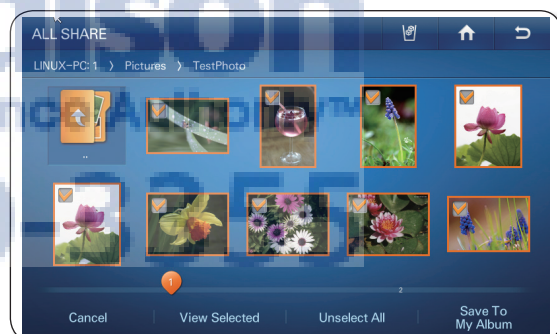 ALL SHARE
LINUX-PC: 1 > Pictures > TestPhoto
..
1
2
Cancel
View Selected
Unselect All
Save To
My Album